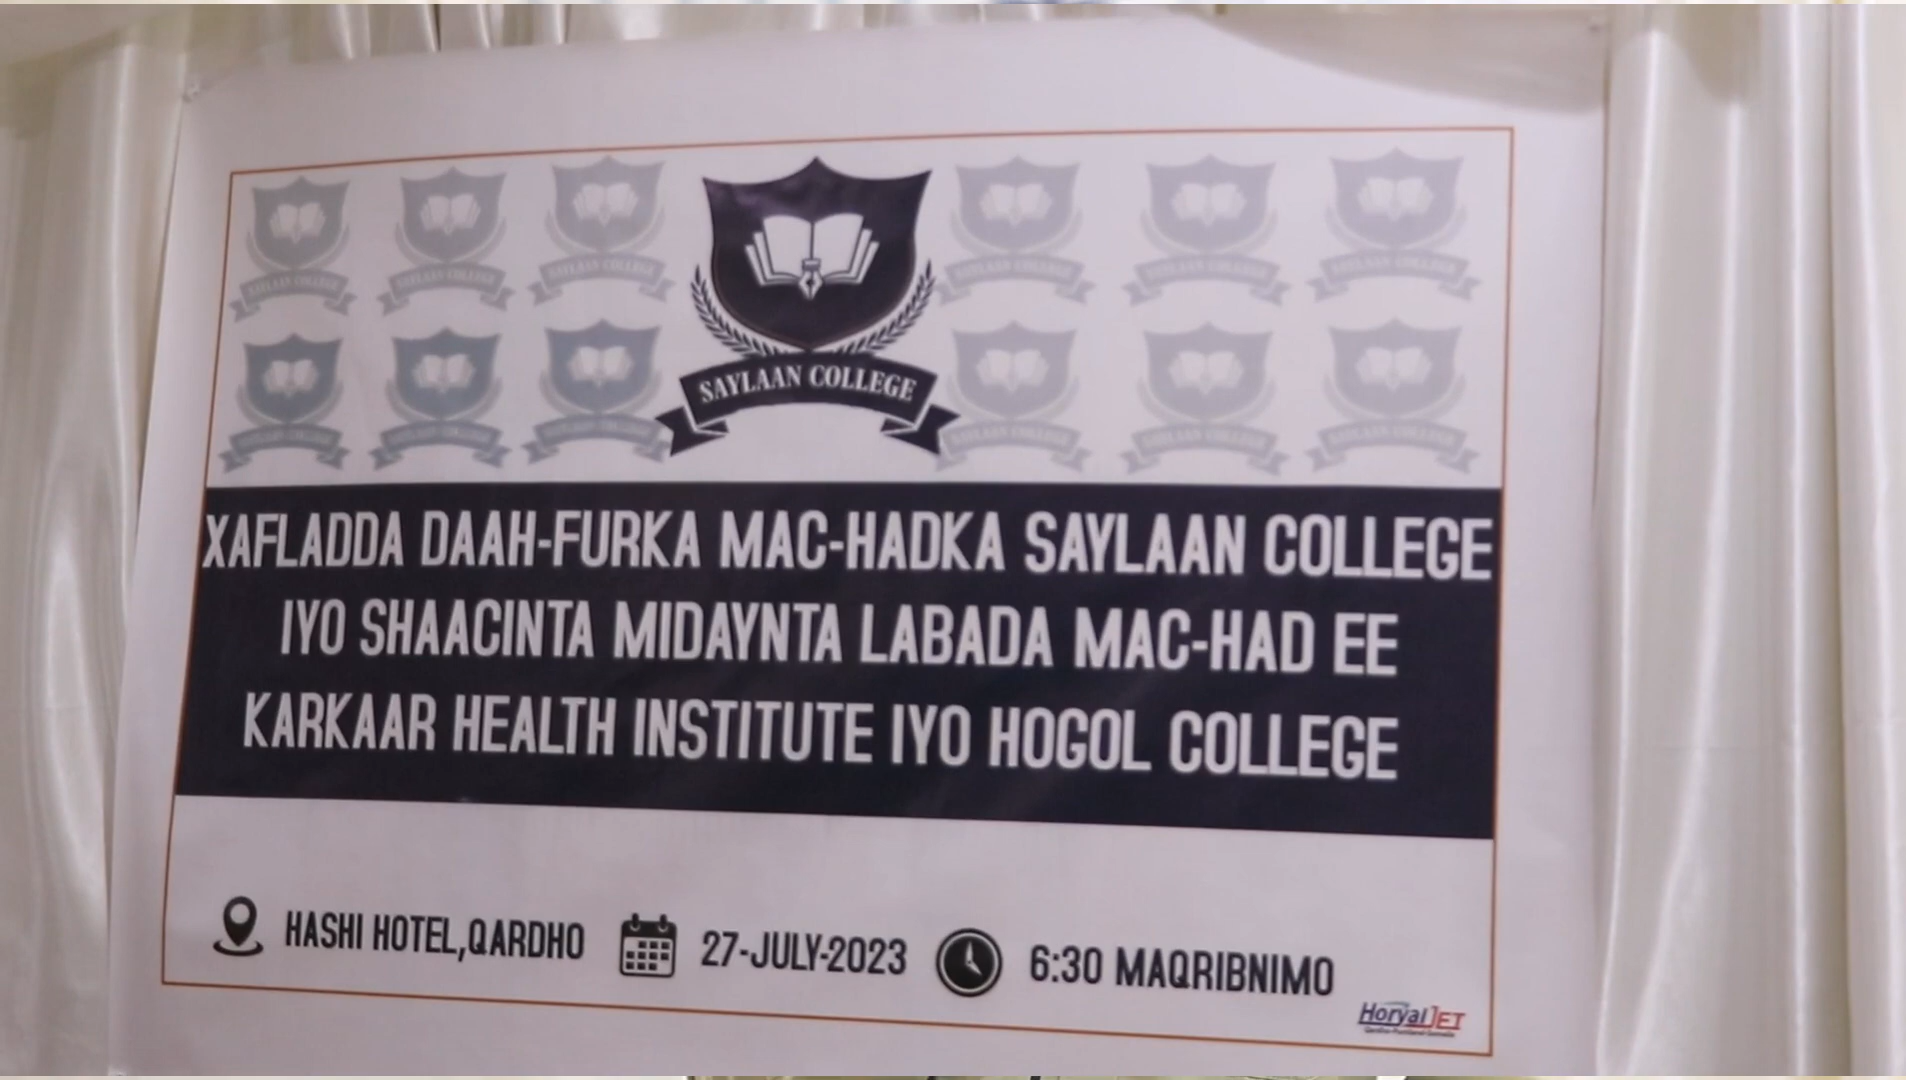 SAYLAAN COLLEGE
XAFLADDA DAAH-FURKA MAC-HADKA SAYLAAN COLLEGE
IYO SHAACINTA MIDAYNTA LABADA MAC-HAD EE
KARKAAR HEALTH INSTITUTE IYO HOGOL COLLEGE
HASHI HOTEL,QARDHO 27-JULY-2023 6:30 MAQRIBNIMO
HoryalJET